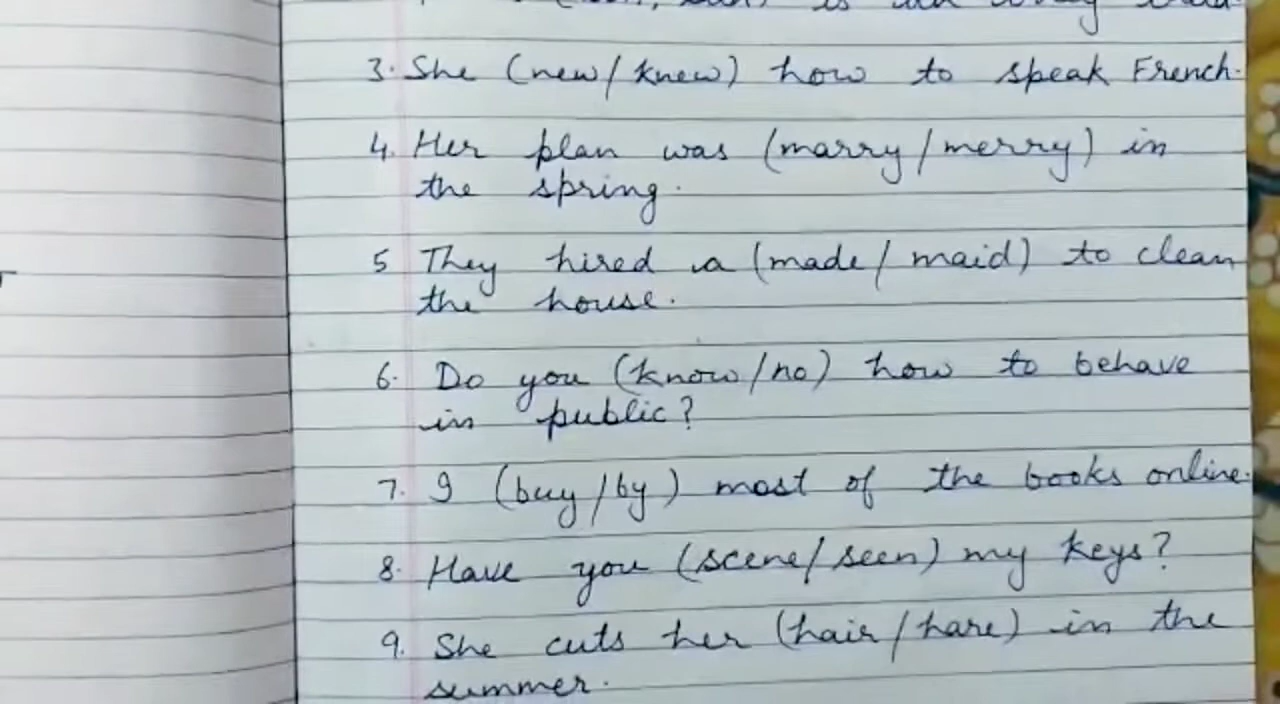 is
3. She (new/knew) how to speak French.
4. Her plan was (marry/merry) in
the spring.
5 They hired a (made/maid) to clean
the house.
6. Do you (know/no) how to behave
in public?
7. I (buy/by) most of the books online.
8. Have you (scene/seen) my keys?
9. She cuts her (hair/hare) in the
summer.